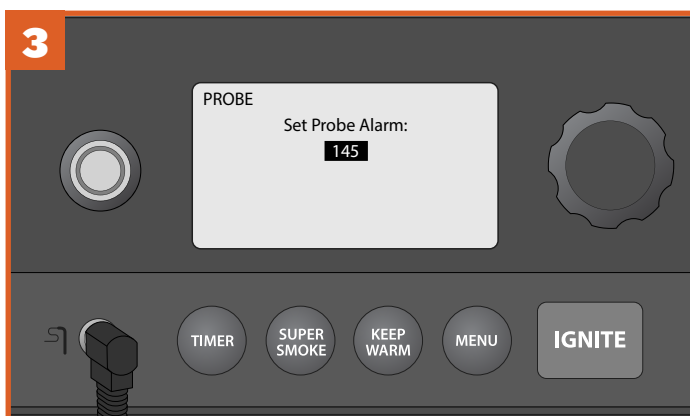 3
PROBE
Set Probe Alarm:
145
TIMER
SUPER
SMOKE
KEEP
WARM
MENU
IGNITE